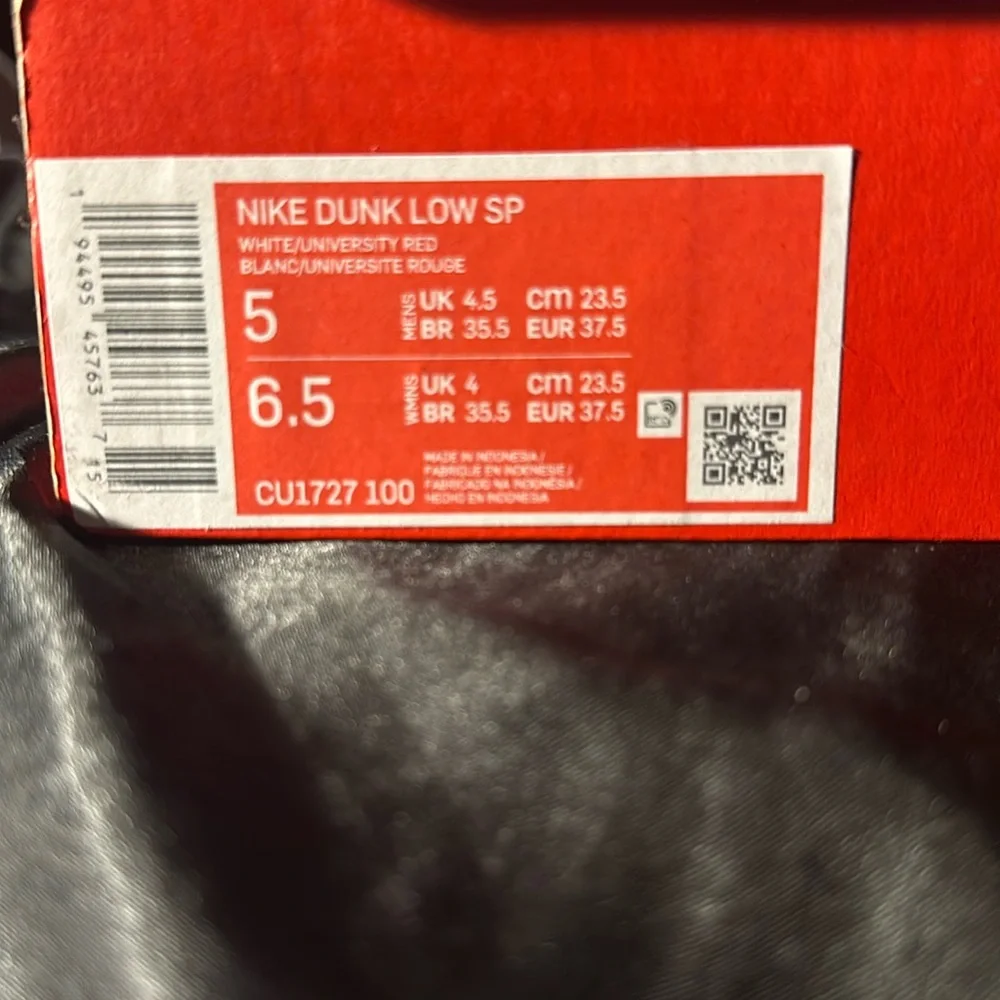 NIKE DUNK LOW SP
WHITE/UNIVERSITY RED
BLANC/UNIVERSITE ROUGE
5 MENS UK 4.5 cm 23.5
BR 35.5 EUR 37.5
6.5 WMNS UK 4 cm 23.5
BR 35.5 EUR 37.5
CU1727 100
MADE IN INDONESIA /
FABRIQUE EN INDONESIE /
FABRICADO NA INDONÉSIA /
HECHO EN INDONESIA
1 94495 45763 7